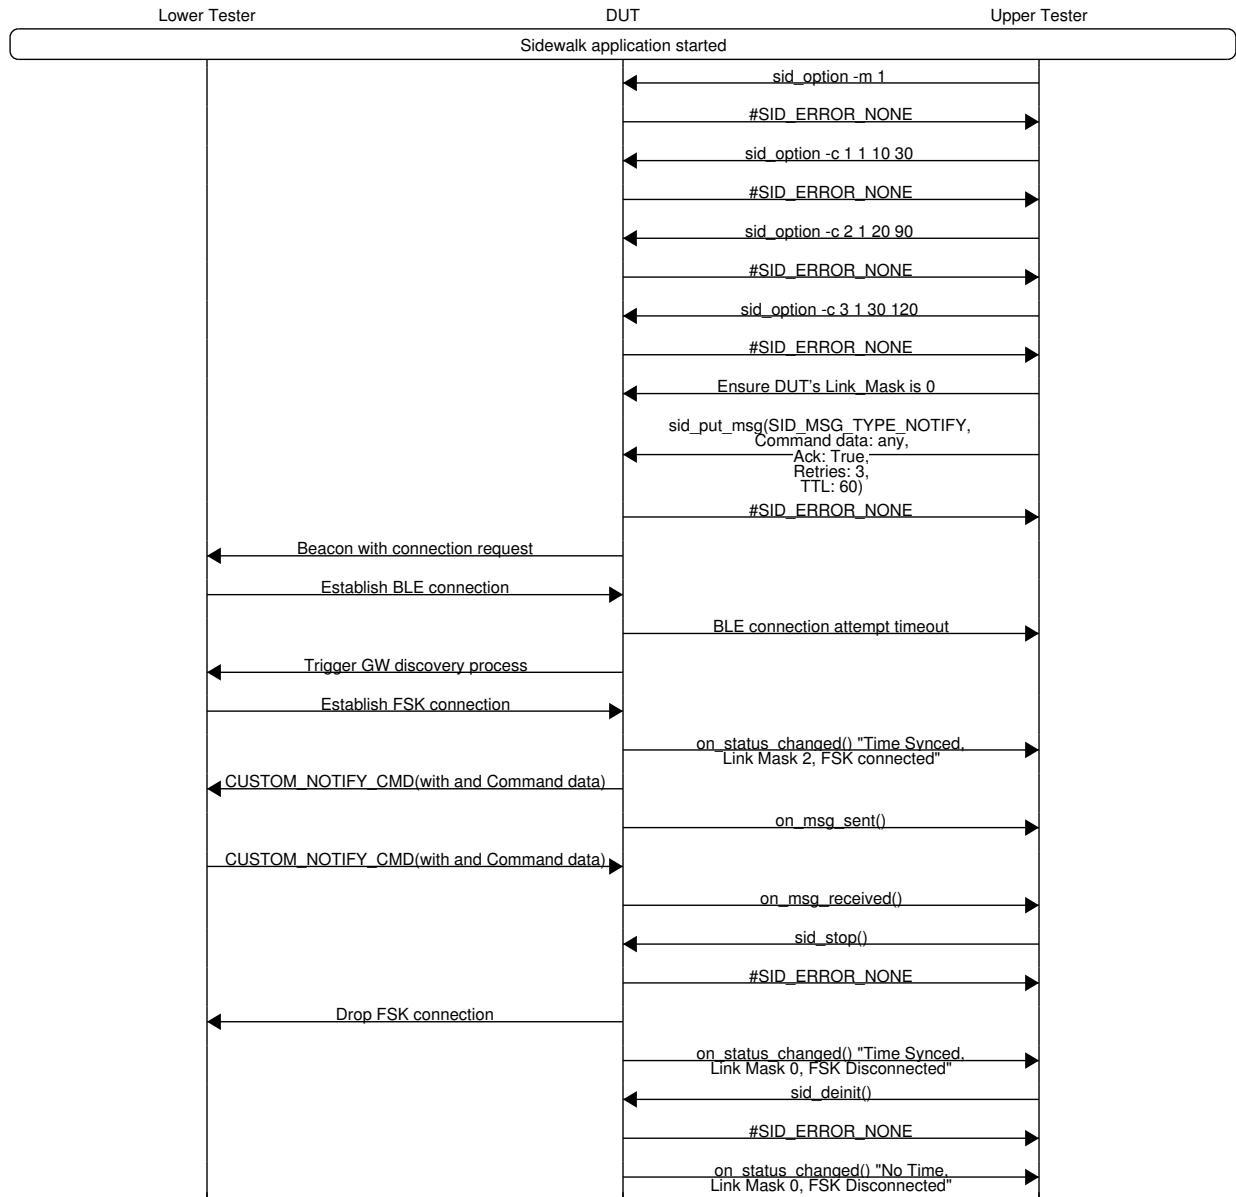 Lower Tester DUT Upper Tester
Sidewalk application started
sid_option -m 1
#SID_ERROR_NONE
sid_option -c 1 1 10 30
#SID_ERROR_NONE
sid_option -c 2 1 20 90
#SID_ERROR_NONE
sid_option -c 3 1 30 120
#SID_ERROR_NONE
Ensure DUT's Link_Mask is 0
sid_put_msg(SID_MSG_TYPE_NOTIFY,
Command data: any,
Ack: True,
Retries: 3,
TTL: 60)
#SID_ERROR_NONE
Beacon with connection request
Establish BLE connection
BLE connection attempt timeout
Trigger GW discovery process
Establish FSK connection
on_status_changed() "Time Synced,
Link Mask 2, FSK connected"
CUSTOM_NOTIFY_CMD(with and Command data)
on_msg_sent()
CUSTOM_NOTIFY_CMD(with and Command data)
on_msg_received()
sid_stop()
#SID_ERROR_NONE
Drop FSK connection
on_status_changed() "Time Synced,
Link Mask 0, FSK Disconnected"
sid_deinit()
#SID_ERROR_NONE
on_status_changed() "No Time,
Link Mask 0, FSK Disconnected"